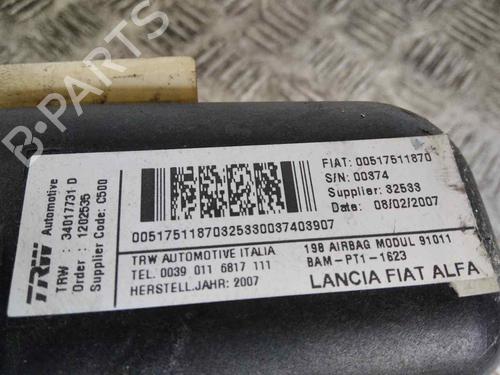 TRW Automotive
TRW : 34017731 D
Order : 1202535
Supplier Code: C500
FIAT: 00517511870
S/N: 00374
Supplier: 32533
Date: 08/02/2007
00517511870325330037403907
TRW AUTOMOTIVE ITALIA
TEL. 0039 011 6817 111
HERSTELL.JAHR: 2007
198 AIRBAG MODUL 91011
BAM-PT1-1623
LANCIA FIAT ALFA
B-PARTS